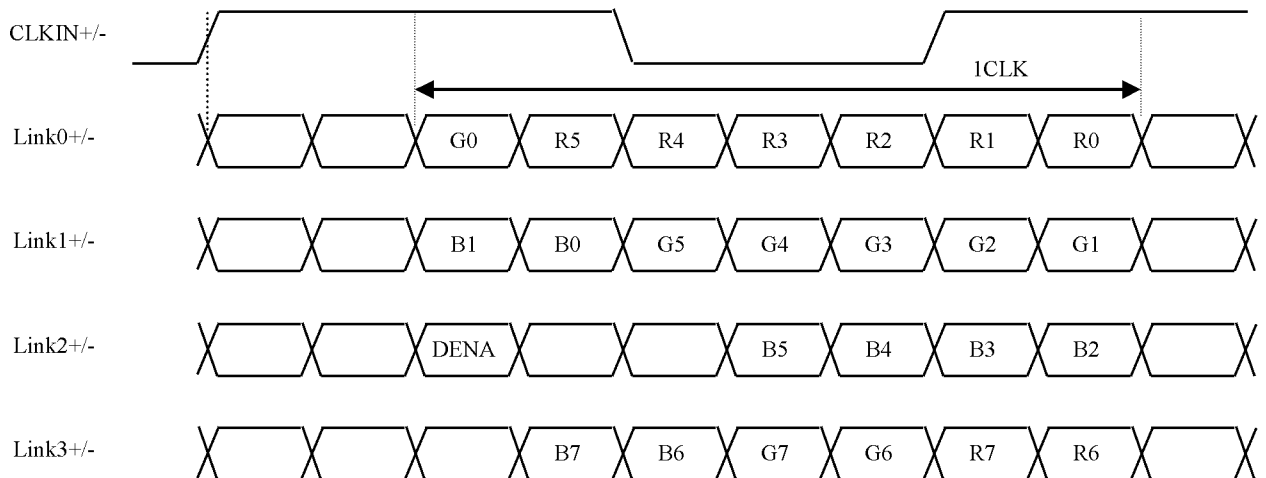 CLKIN+/-
1CLK
Link0+/- G0 R5 R4 R3 R2 R1 R0
Link1+/- B1 B0 G5 G4 G3 G2 G1
Link2+/- DENA B5 B4 B3 B2
Link3+/- B7 B6 G7 G6 R7 R6